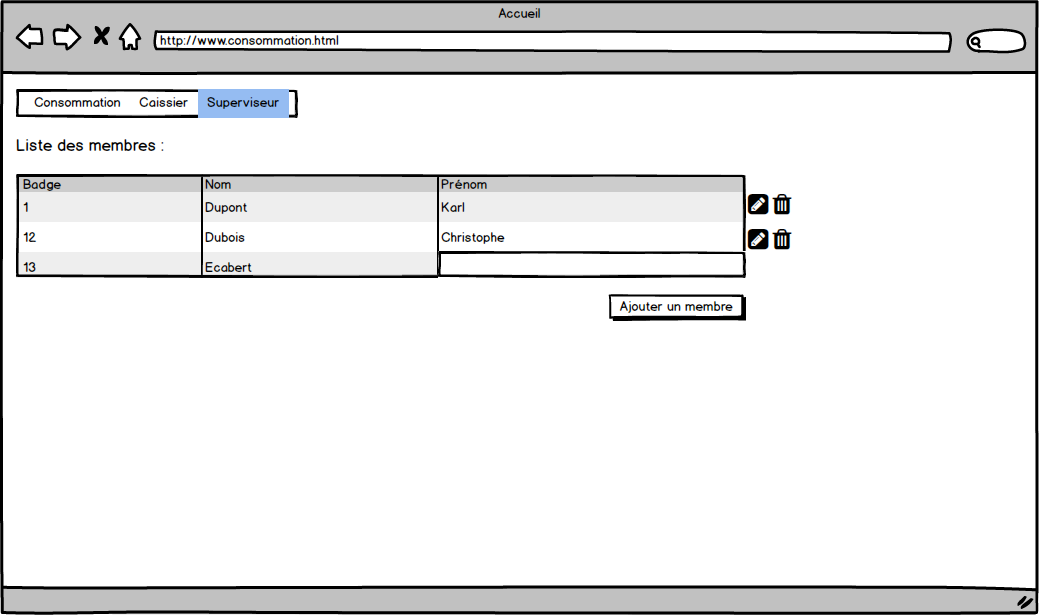 Accueil
http://www.consommation.html
Consommation Caissier Superviseur
Liste des membres :
Badge Nom Prénom
1 Dupont Karl
12 Dubois Christophe
13 Ecabert
Ajouter un membre